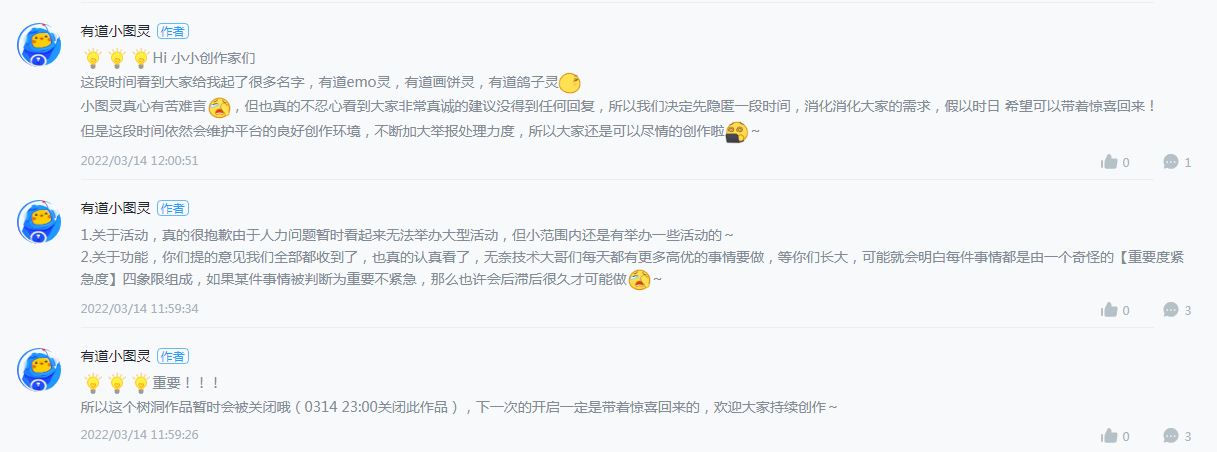 有道小图灵 作者
Hi 小小创作家们
这段时间看到大家给我起了很多名字，有道emo灵，有道画饼灵，有道鸽子灵
小图灵真心有苦难言，但也真的不忍心看到大家非常真诚的建议没得到任何回复，所以我们决定先隐匿一段时间，消化消化大家的需求，假以时日 希望可以带着惊喜回来！
但是这段时间依然会维护平台的良好创作环境，不断加大举报处理力度，所以大家还是可以尽情的创作啦～
2022/03/14 12:00:51 0 1
有道小图灵 作者
1.关于活动，真的很抱歉由于人力问题暂时看起来无法举办大型活动，但小范围内还是有举办一些活动的～
2.关于功能，你们提的意见我们全部都收到了，也真的认真看了，无奈技术大哥们每天都有更多高优的事情要做，等你们长大，可能就会明白每件事情都是由一个奇怪的【重要度紧
急度】四象限组成，如果某件事情被判断为重要不紧急，那么也许会后滞后很久才可能做～
2022/03/14 11:59:34 0 3
有道小图灵 作者
重要！！！
所以这个树洞作品暂时会被关闭哦（0314 23:00关闭此作品），下一次的开启一定是带着惊喜回来的，欢迎大家持续创作～
2022/03/14 11:59:26 0 3